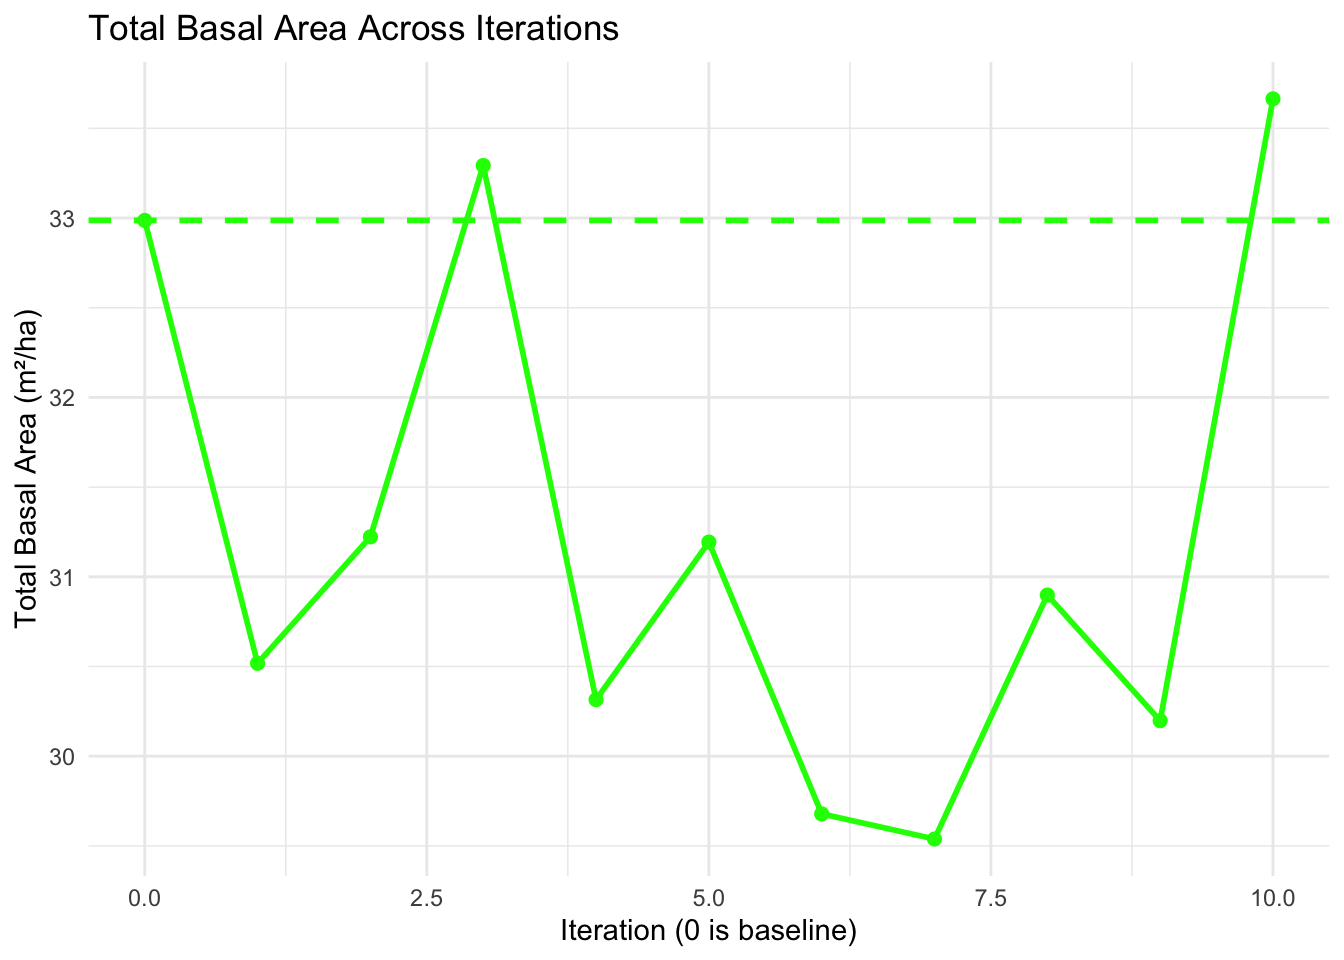 Total Basal Area Across Iterations
Total Basal Area (m²/ha)
33
32
31
30
0.0 2.5 5.0 7.5 10.0
Iteration (0 is baseline)